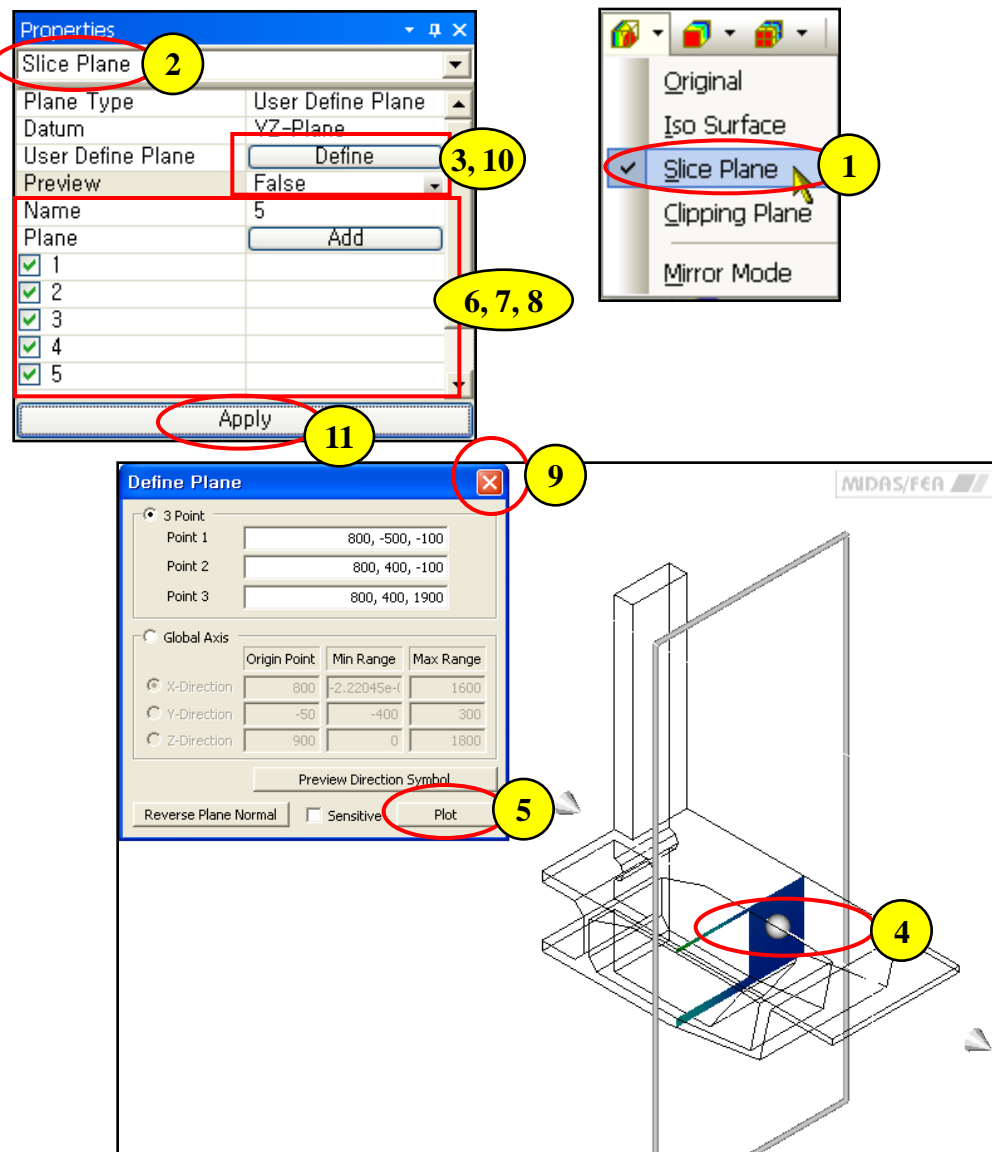 Properties
Slice Plane
2
Plane Type User Define Plane
Datum YZ-Plane
User Define Plane Define
3, 10
Preview False
Name 5
Plane Add
1
2
3
4
5
6, 7, 8
Apply
11
Original
Iso Surface
Slice Plane
1
Clipping Plane
Mirror Mode
Define Plane
9
MIDAS/FEA
3 Point
Point 1 800, -500, -100
Point 2 800, 400, -100
Point 3 800, 400, 1900
Global Axis
Origin Point Min Range Max Range
X-Direction 800 -2.22045e-( 1600
Y-Direction -50 -400 300
Z-Direction 900 0 1800
Preview Direction Symbol
Reverse Plane Normal Sensitive Plot
5
4